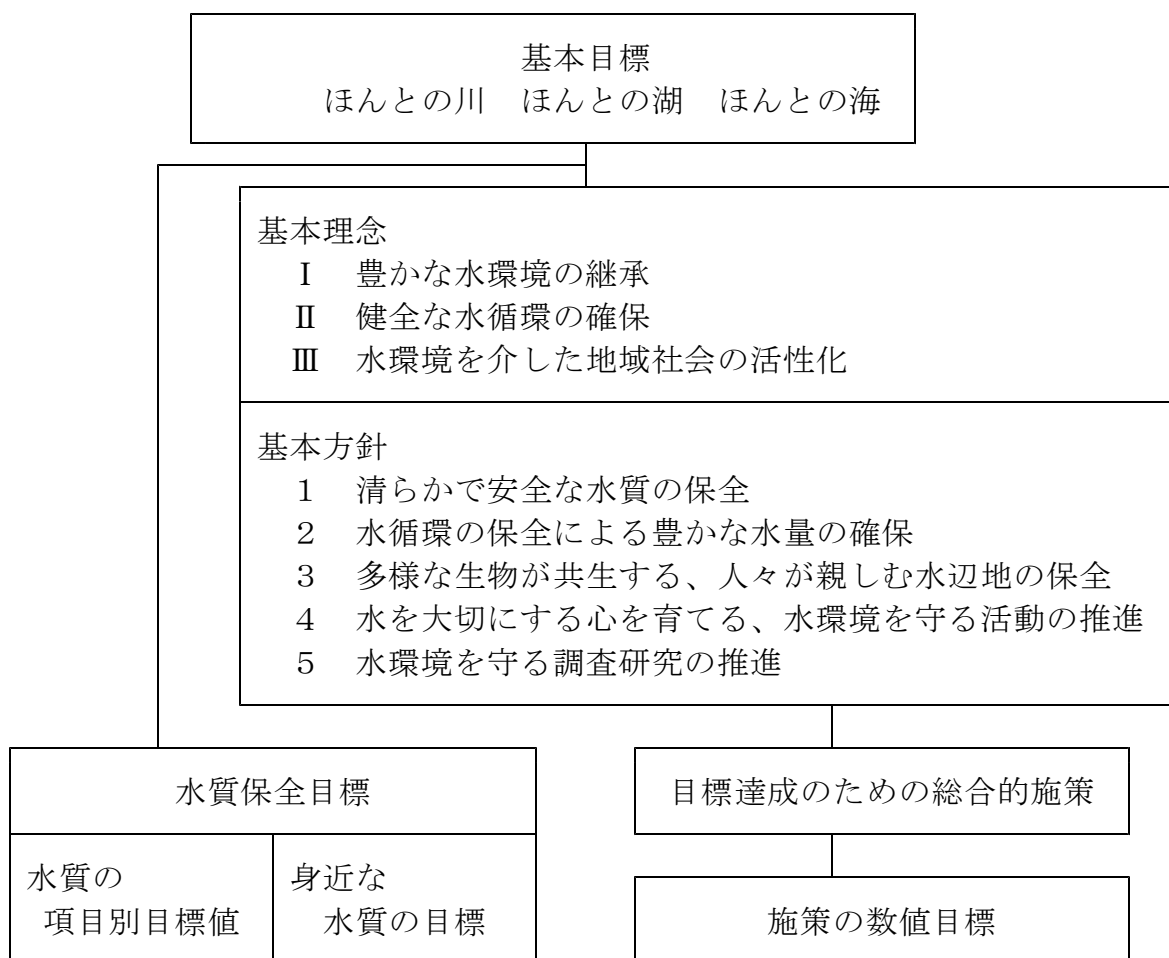 基本目標
ほんとの川　ほんとの湖　ほんとの海
基本理念
Ⅰ　豊かな水環境の継承
Ⅱ　健全な水循環の確保
Ⅲ　水環境を介した地域社会の活性化
基本方針
１　清らかで安全な水質の保全
２　水循環の保全による豊かな水量の確保
３　多様な生物が共生する、人々が親しむ水辺地の保全
４　水を大切にする心を育てる、水環境を守る活動の推進
５　水環境を守る調査研究の推進
水質保全目標
水質の
項目別目標値
身近な
水質の目標
目標達成のための総合的施策
施策の数値目標